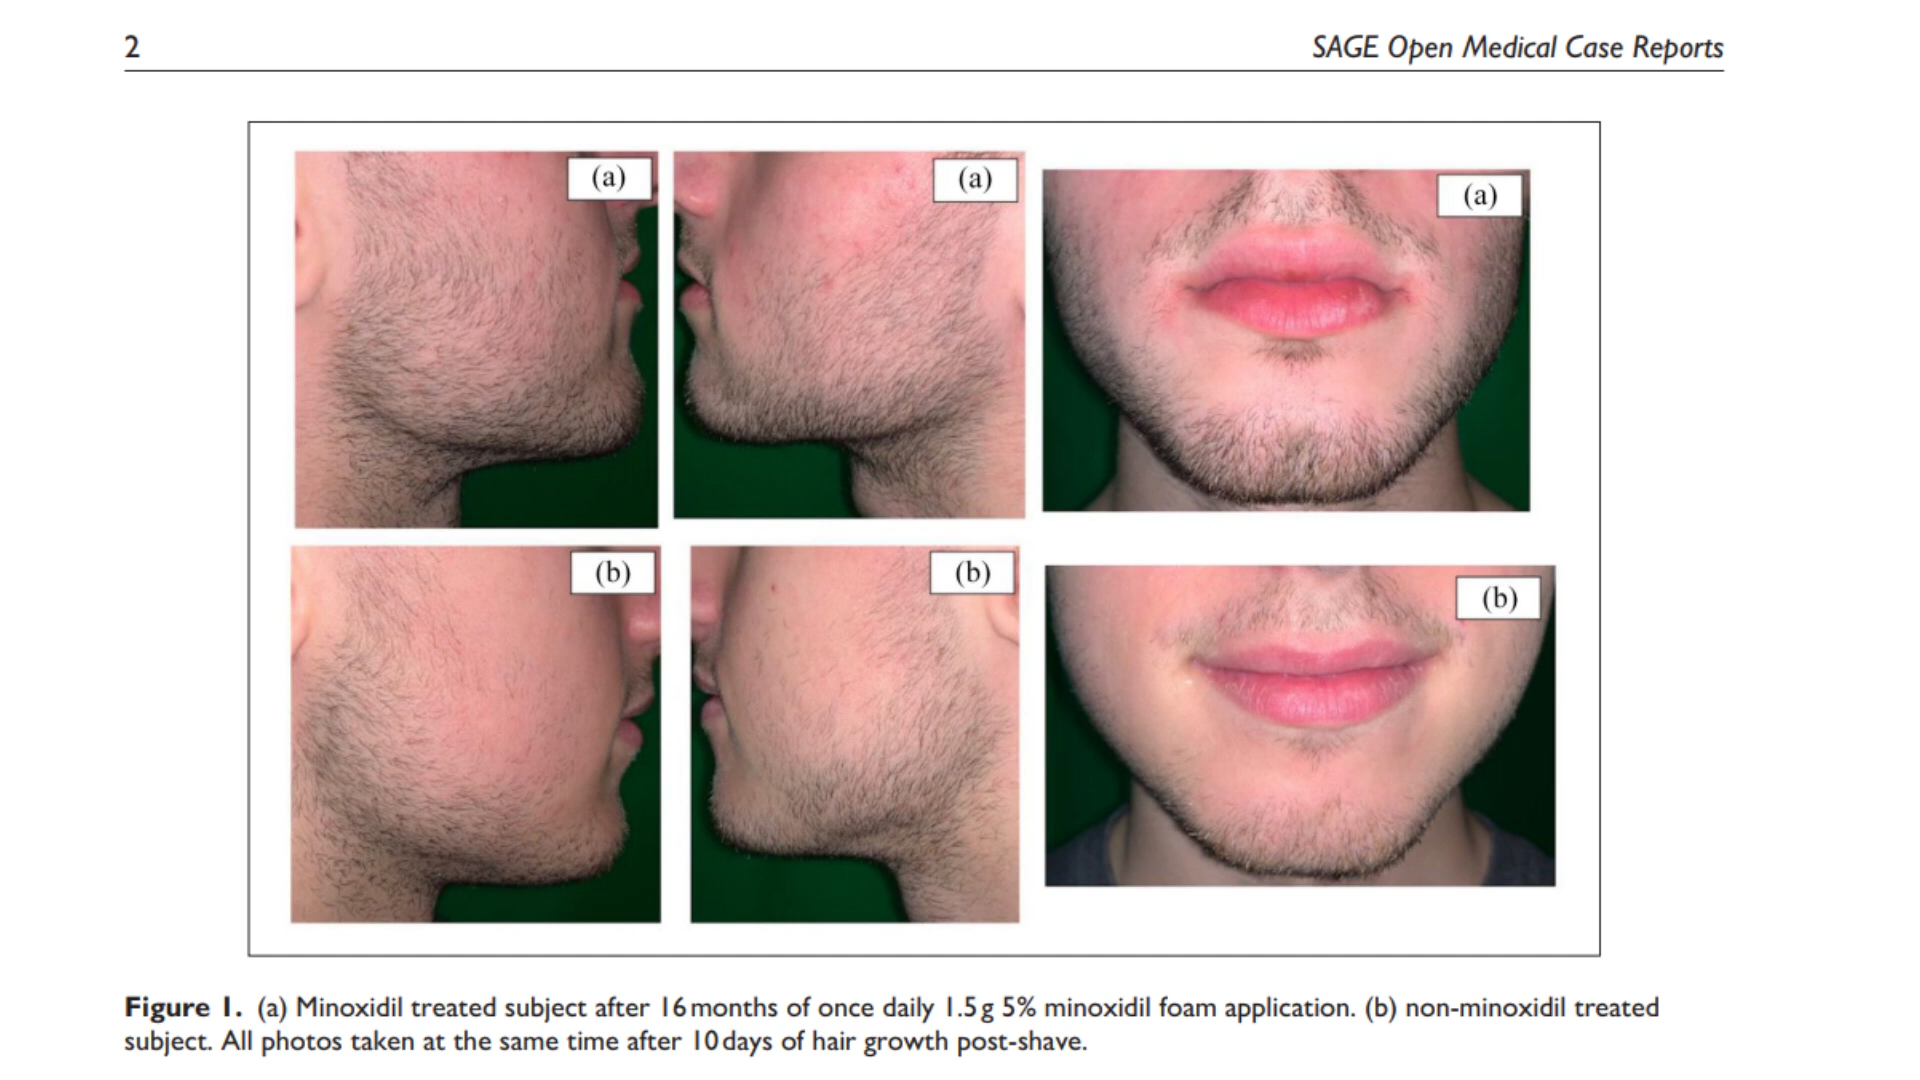 2
SAGE Open Medical Case Reports
(a)
(a)
(a)
(b)
(b)
(b)
Figure 1. (a) Minoxidil treated subject after 16 months of once daily 1.5 g 5% minoxidil foam application. (b) non-minoxidil treated
subject. All photos taken at the same time after 10 days of hair growth post-shave.